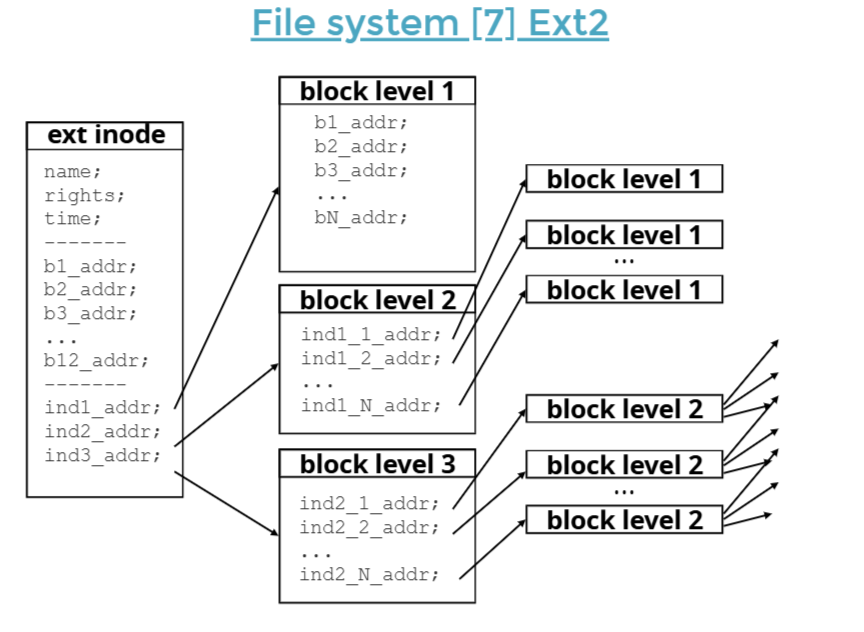 File system [7] Ext2
ext inode
name;
rights;
time;
-------
b1_addr;
b2_addr;
b3_addr;
...
b12_addr;
-------
ind1_addr;
ind2_addr;
ind3_addr;
block level 1
b1_addr;
b2_addr;
b3_addr;
...
bN_addr;
block level 2
ind1_1_addr;
ind1_2_addr;
...
ind1_N_addr;
block level 3
ind2_1_addr;
ind2_2_addr;
...
ind2_N_addr;
block level 1
block level 1
...
block level 1
block level 2
block level 2
...
block level 2